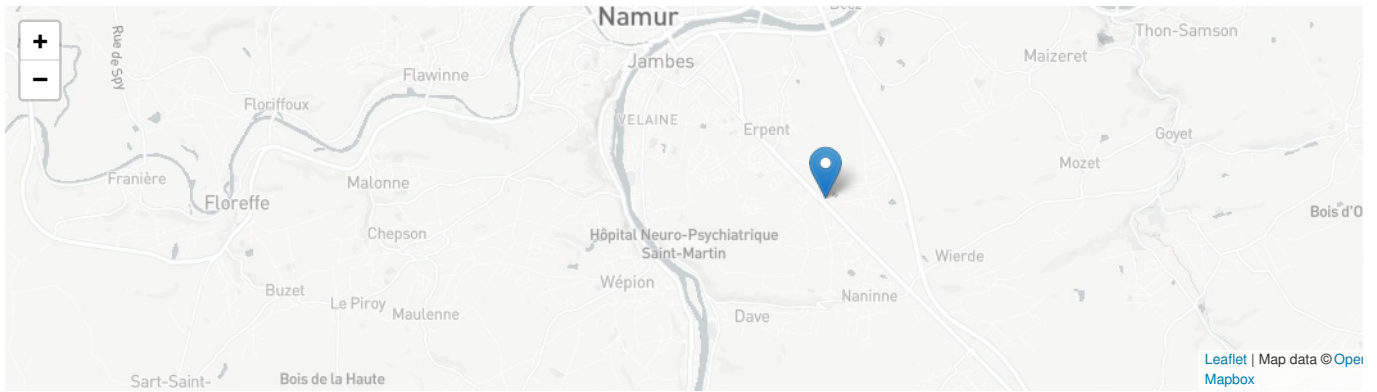 +
−
Namur
Thon-Samson
Rue de Spy
Maizeret
Jambes
Flawinne
Floriffoux
VELAINE
Erpent
Goyet
Mozet
Franière
Malonne
Floreffe
Bois d'O
Chepson
Hôpital Neuro-Psychiatrique
Saint-Martin
Wierde
Wépion
Buzet
Naninne
Le Piroy
Maulenne
Dave
Leaflet | Map data © Open
Mapbox
Sart-Saint-
Bois de la Haute